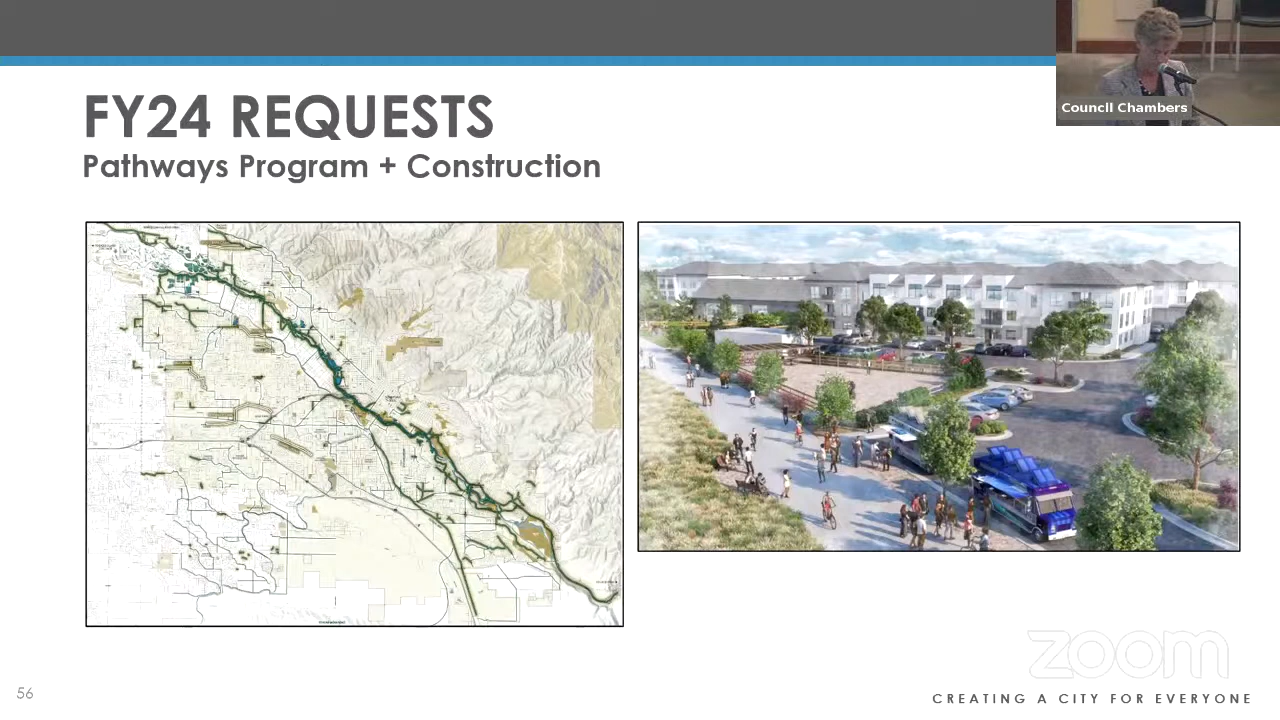 FY24 REQUESTS
Pathways Program + Construction
Council Chambers
zoom
56
CREATING A CITY FOR EVERYONE